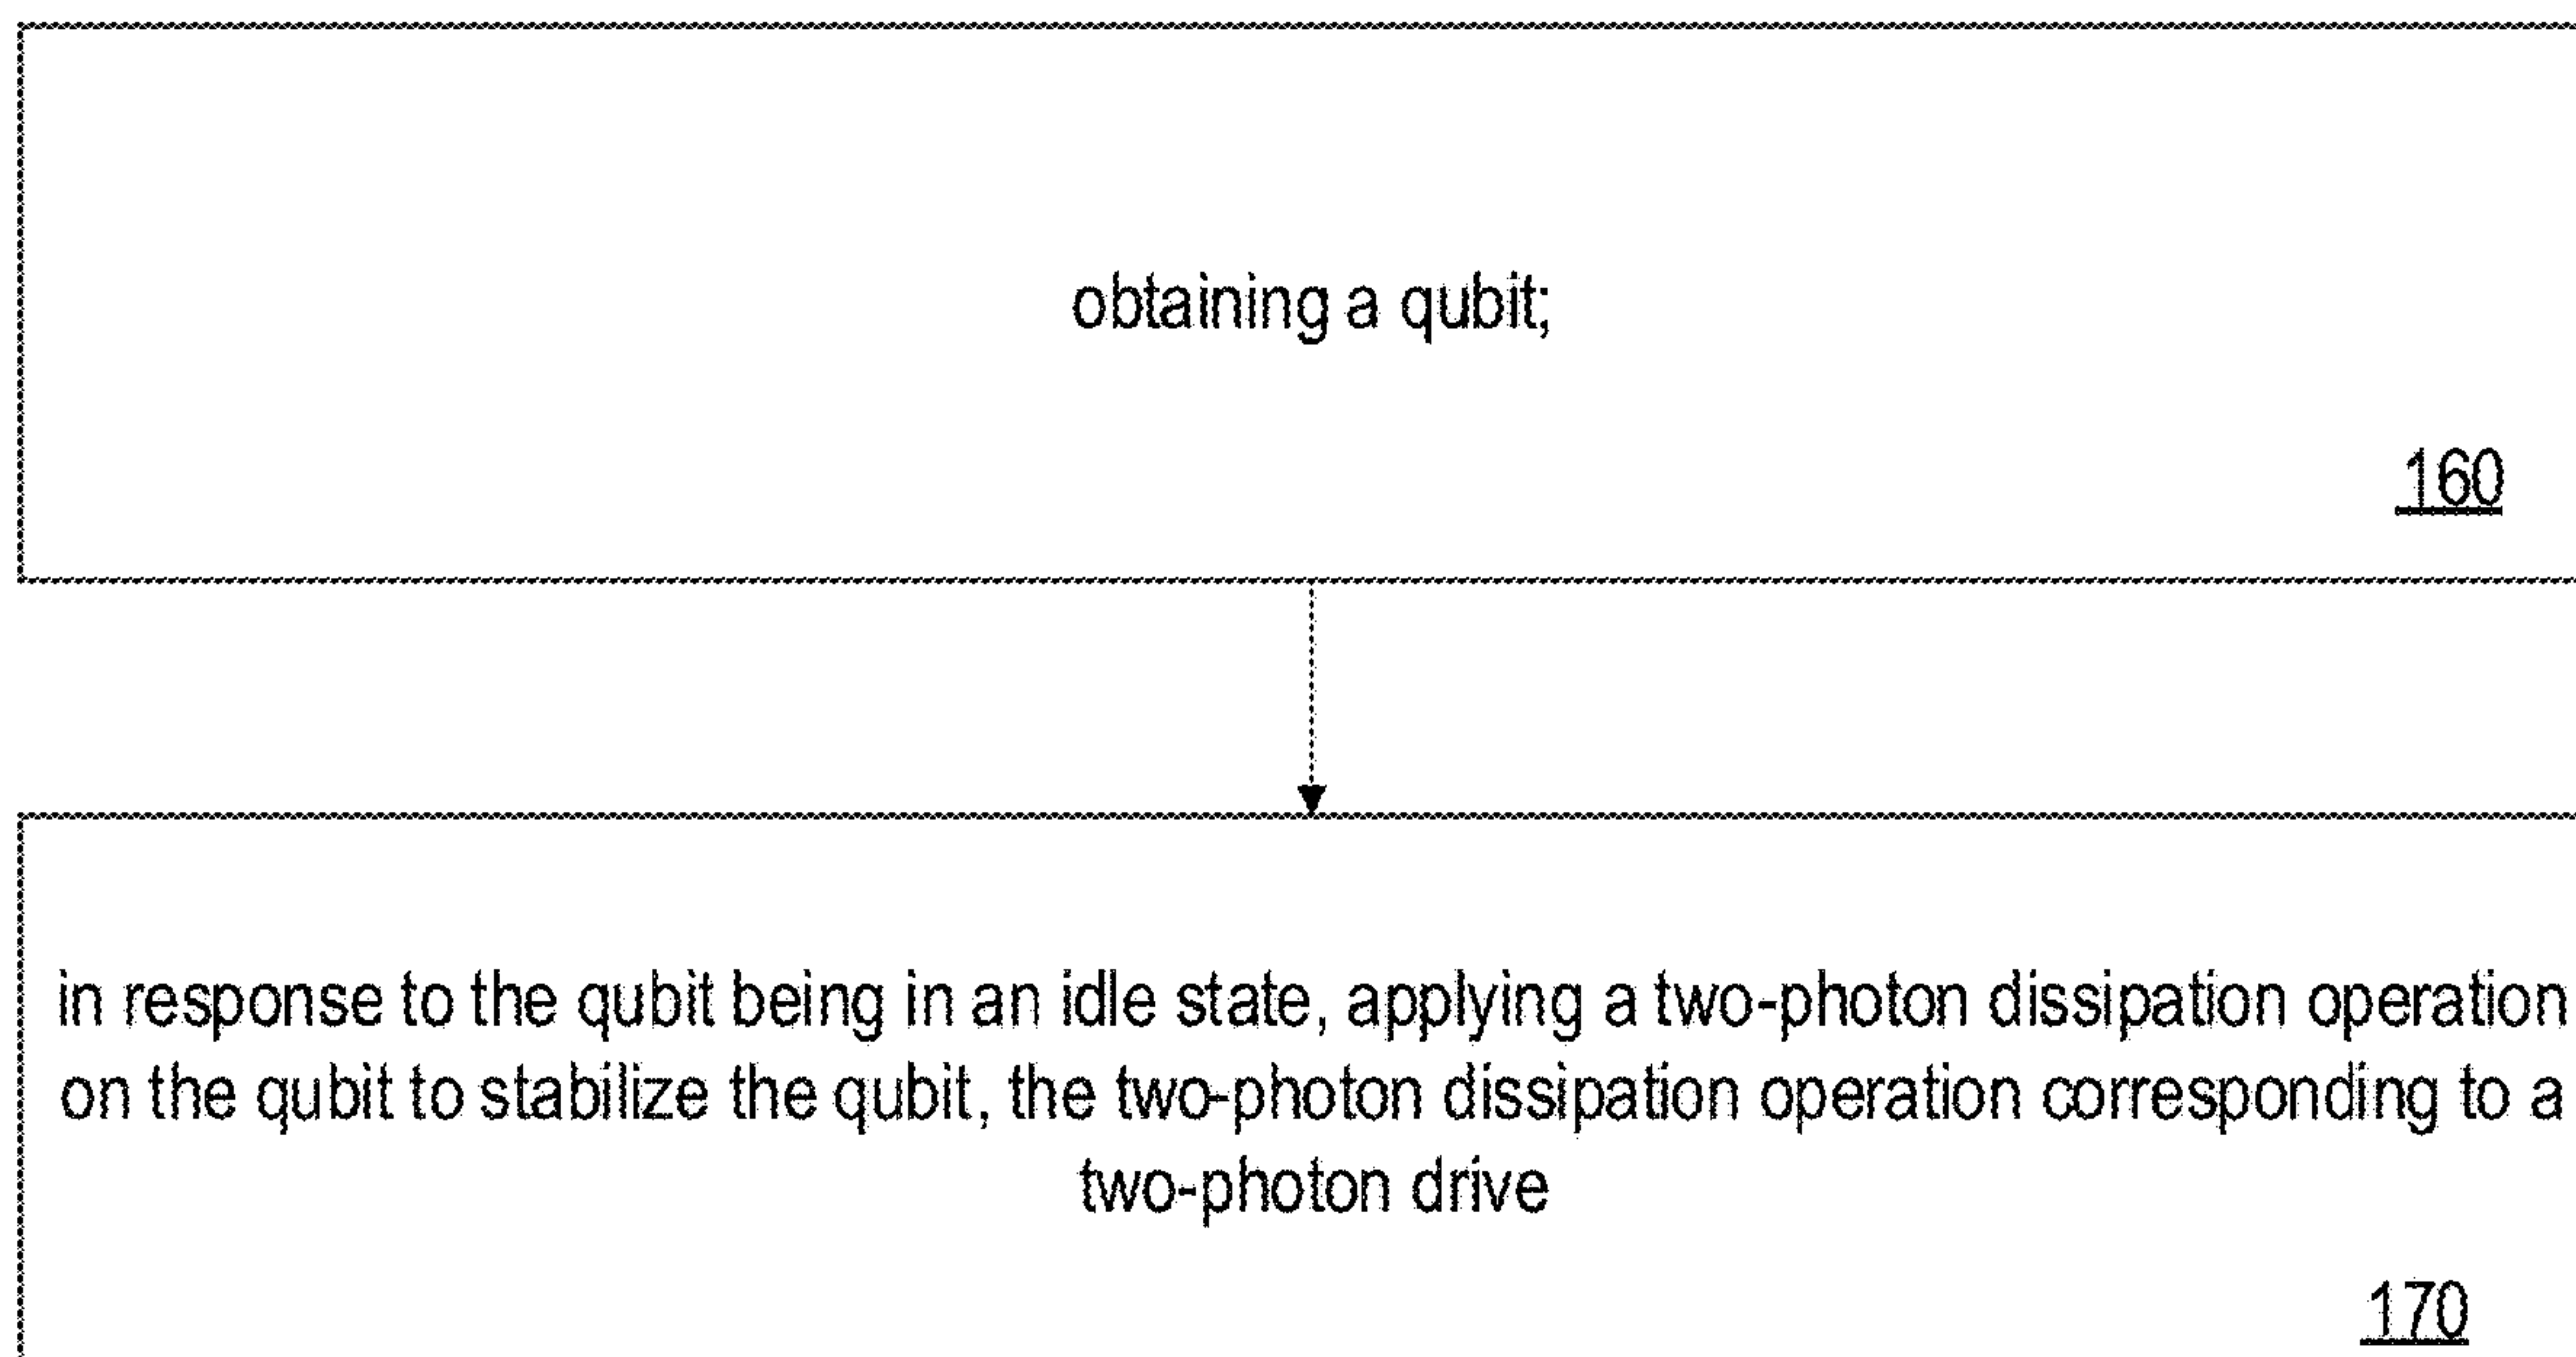 obtaining a qubit;
160
in response to the qubit being in an idle state, applying a two-photon dissipation operation
on the qubit to stabilize the qubit, the two-photon dissipation operation corresponding to a
two-photon drive
170